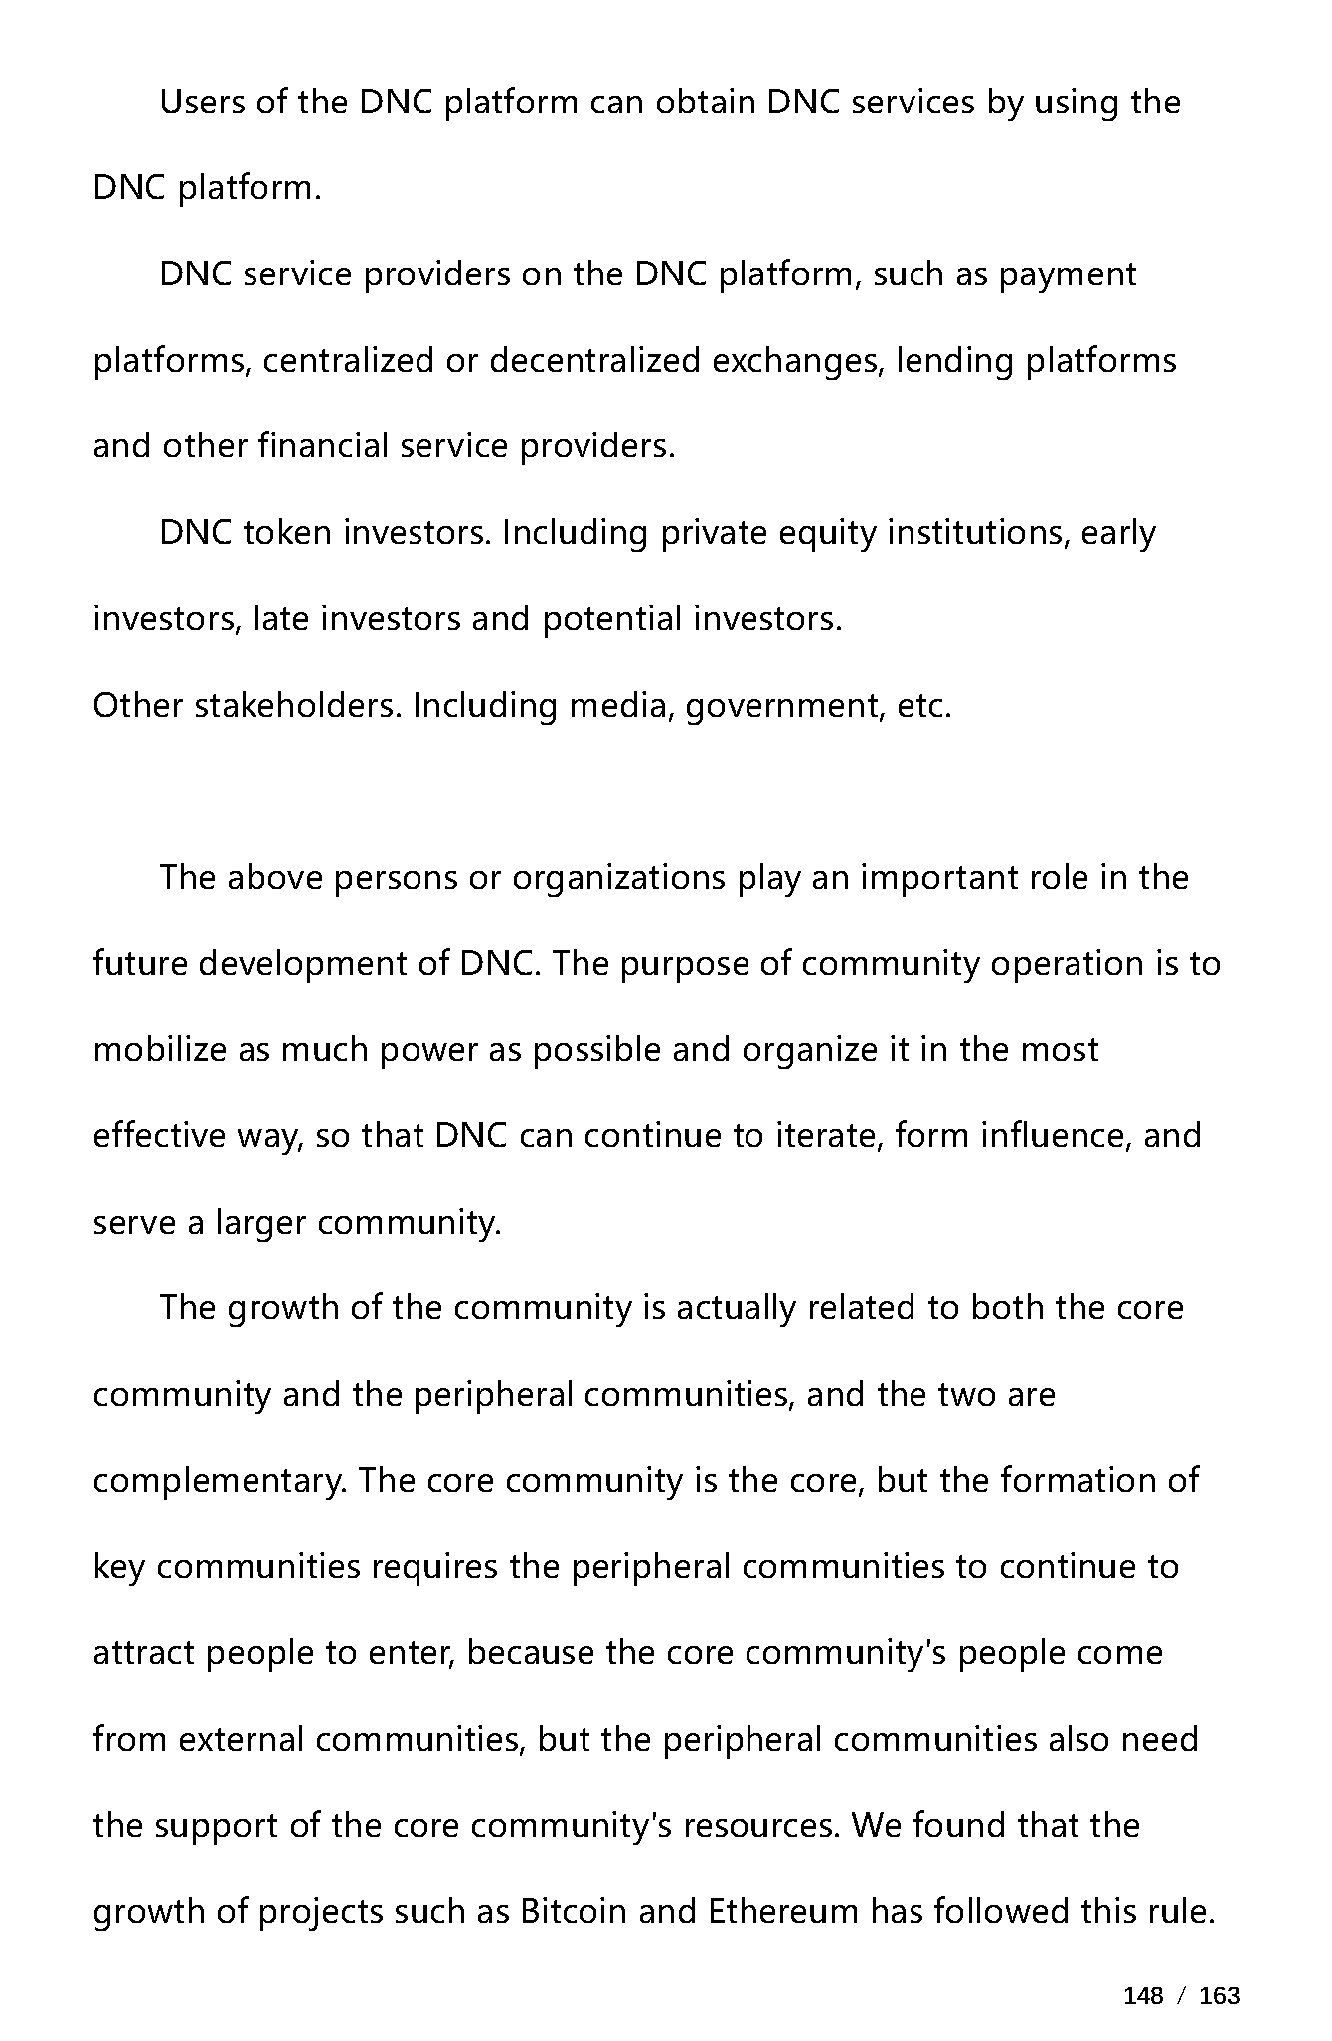 Users of the DNC platform can obtain DNC services by using the
DNC platform.
DNC service providers on the DNC platform, such as payment
platforms, centralized or decentralized exchanges, lending platforms
and other financial service providers.
DNC token investors. Including private equity institutions, early
investors, late investors and potential investors.
Other stakeholders. Including media, government, etc.
The above persons or organizations play an important role in the
future development of DNC. The purpose of community operation is to
mobilize as much power as possible and organize it in the most
effective way, so that DNC can continue to iterate, form influence, and
serve a larger community.
The growth of the community is actually related to both the core
community and the peripheral communities, and the two are
complementary. The core community is the core, but the formation of
key communities requires the peripheral communities to continue to
attract people to enter, because the core community's people come
from external communities, but the peripheral communities also need
the support of the core community's resources. We found that the
growth of projects such as Bitcoin and Ethereum has followed this rule.
148 / 163